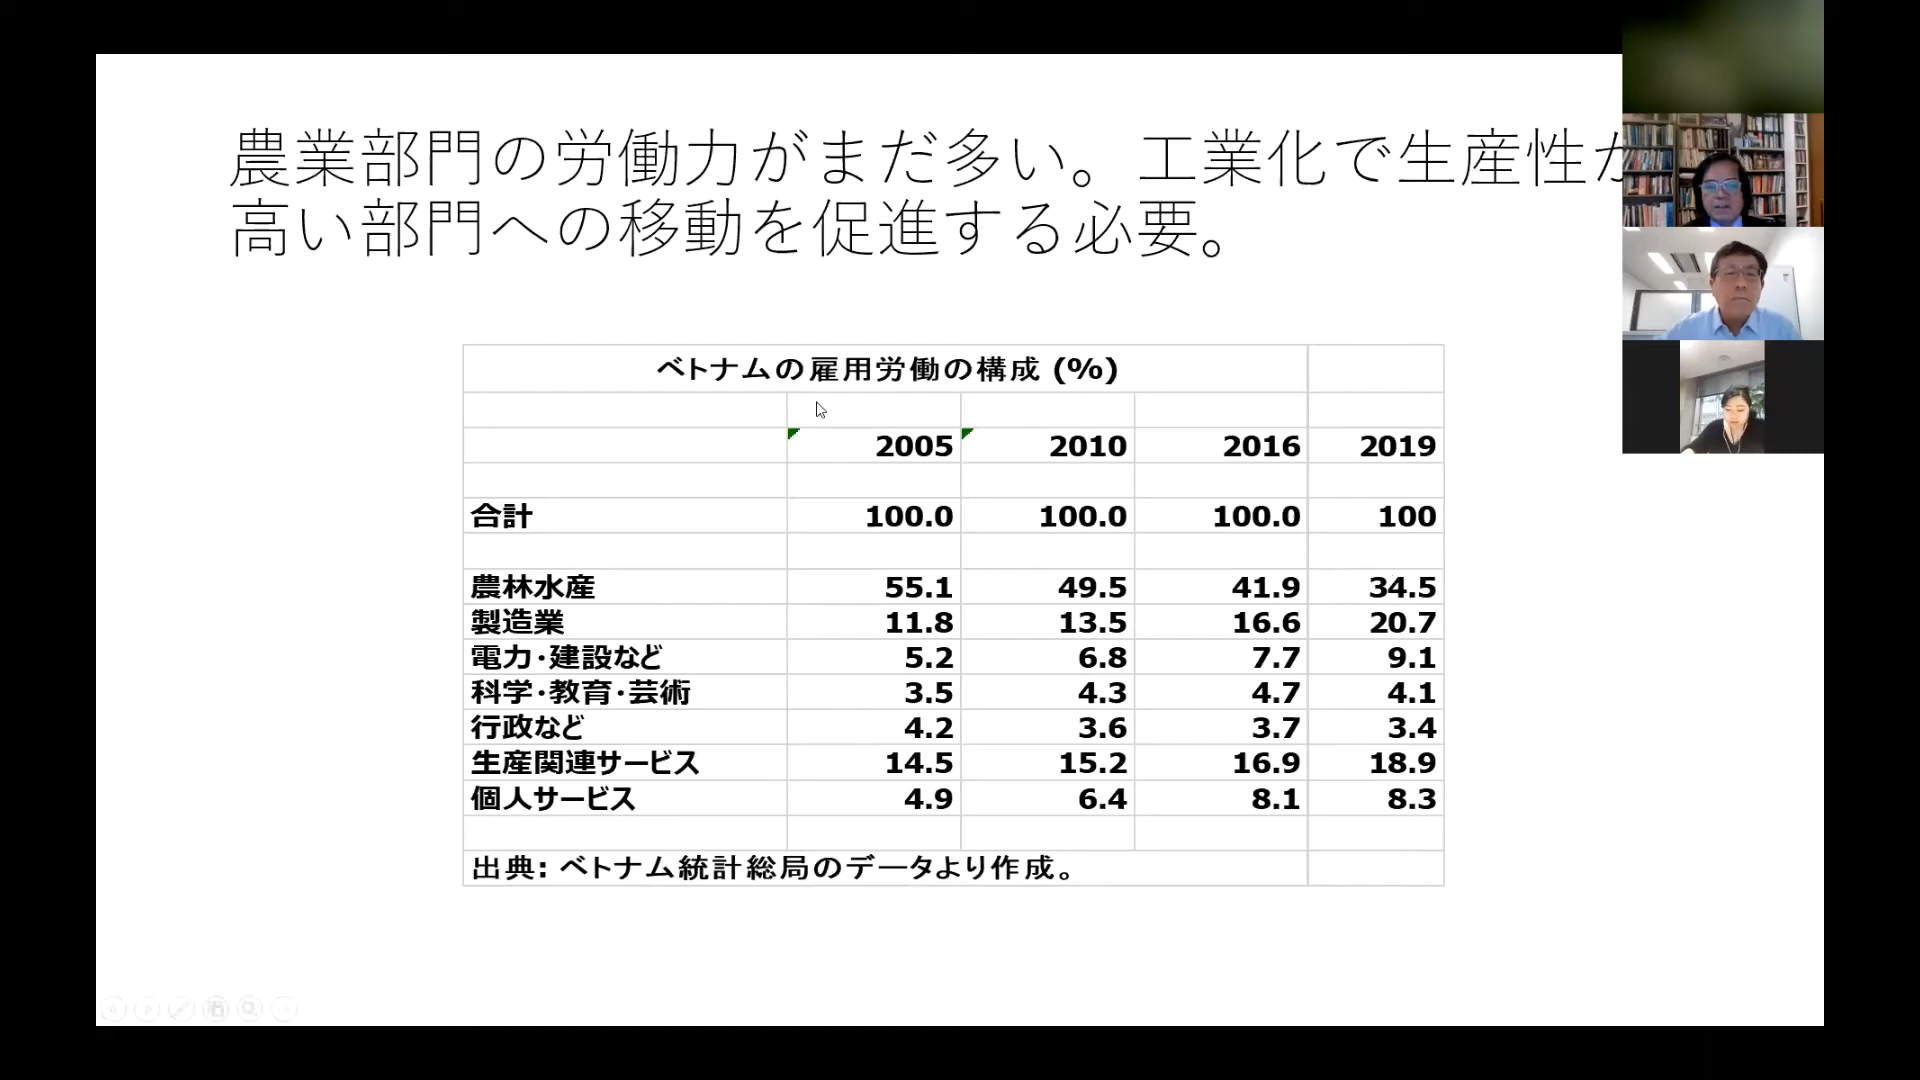 農業部門の労働力がまだ多い。工業化で生産性が
高い部門への移動を促進する必要。
ベトナムの雇用労働の構成 (%)
2005 2010 2016 2019
合計 100.0 100.0 100.0 100
農林水産 55.1 49.5 41.9 34.5
製造業 11.8 13.5 16.6 20.7
電力・建設など 5.2 6.8 7.7 9.1
科学・教育・芸術 3.5 4.3 4.7 4.1
行政など 4.2 3.6 3.7 3.4
生産関連サービス 14.5 15.2 16.9 18.9
個人サービス 4.9 6.4 8.1 8.3
出典: ベトナム統計総局のデータより作成。